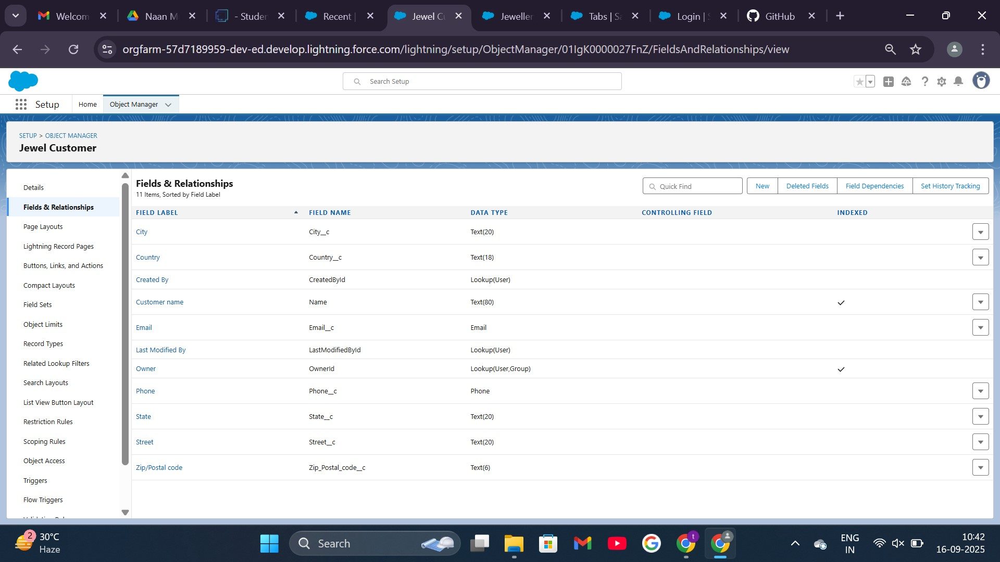 Welcom
Naan M
- Studer
Recent |
Jewel Cu
Jeweller
Tabs | Sa
Login | S
GitHub
orgfarm-57d7189959-dev-ed.develop.lightning.force.com/lightning/setup/ObjectManager/01IgK0000027FnZ/FieldsAndRelationships/view
Search Setup
Setup
Home
Object Manager
SETUP > OBJECT MANAGER
Jewel Customer
Details
Fields & Relationships
Page Layouts
Lightning Record Pages
Buttons, Links, and Actions
Compact Layouts
Field Sets
Object Limits
Record Types
Related Lookup Filters
Search Layouts
List View Button Layout
Restriction Rules
Scoping Rules
Object Access
Triggers
Flow Triggers
Fields & Relationships
11 Items, Sorted by Field Label
Quick Find
New
Deleted Fields
Field Dependencies
Set History Tracking
FIELD LABEL FIELD NAME DATA TYPE CONTROLLING FIELD INDEXED
City City__c Text(20)
Country Country__c Text(18)
Created By CreatedById Lookup(User)
Customer name Name Text(80)
Email Email__c Email
Last Modified By LastModifiedById Lookup(User)
Owner OwnerId Lookup(User,Group)
Phone Phone__c Phone
State State__c Text(20)
Street Street__c Text(20)
Zip/Postal code Zip_Postal_code__c Text(6)
2
30°C
Haze
Search
t
ENG
IN
10:42
16-09-2025